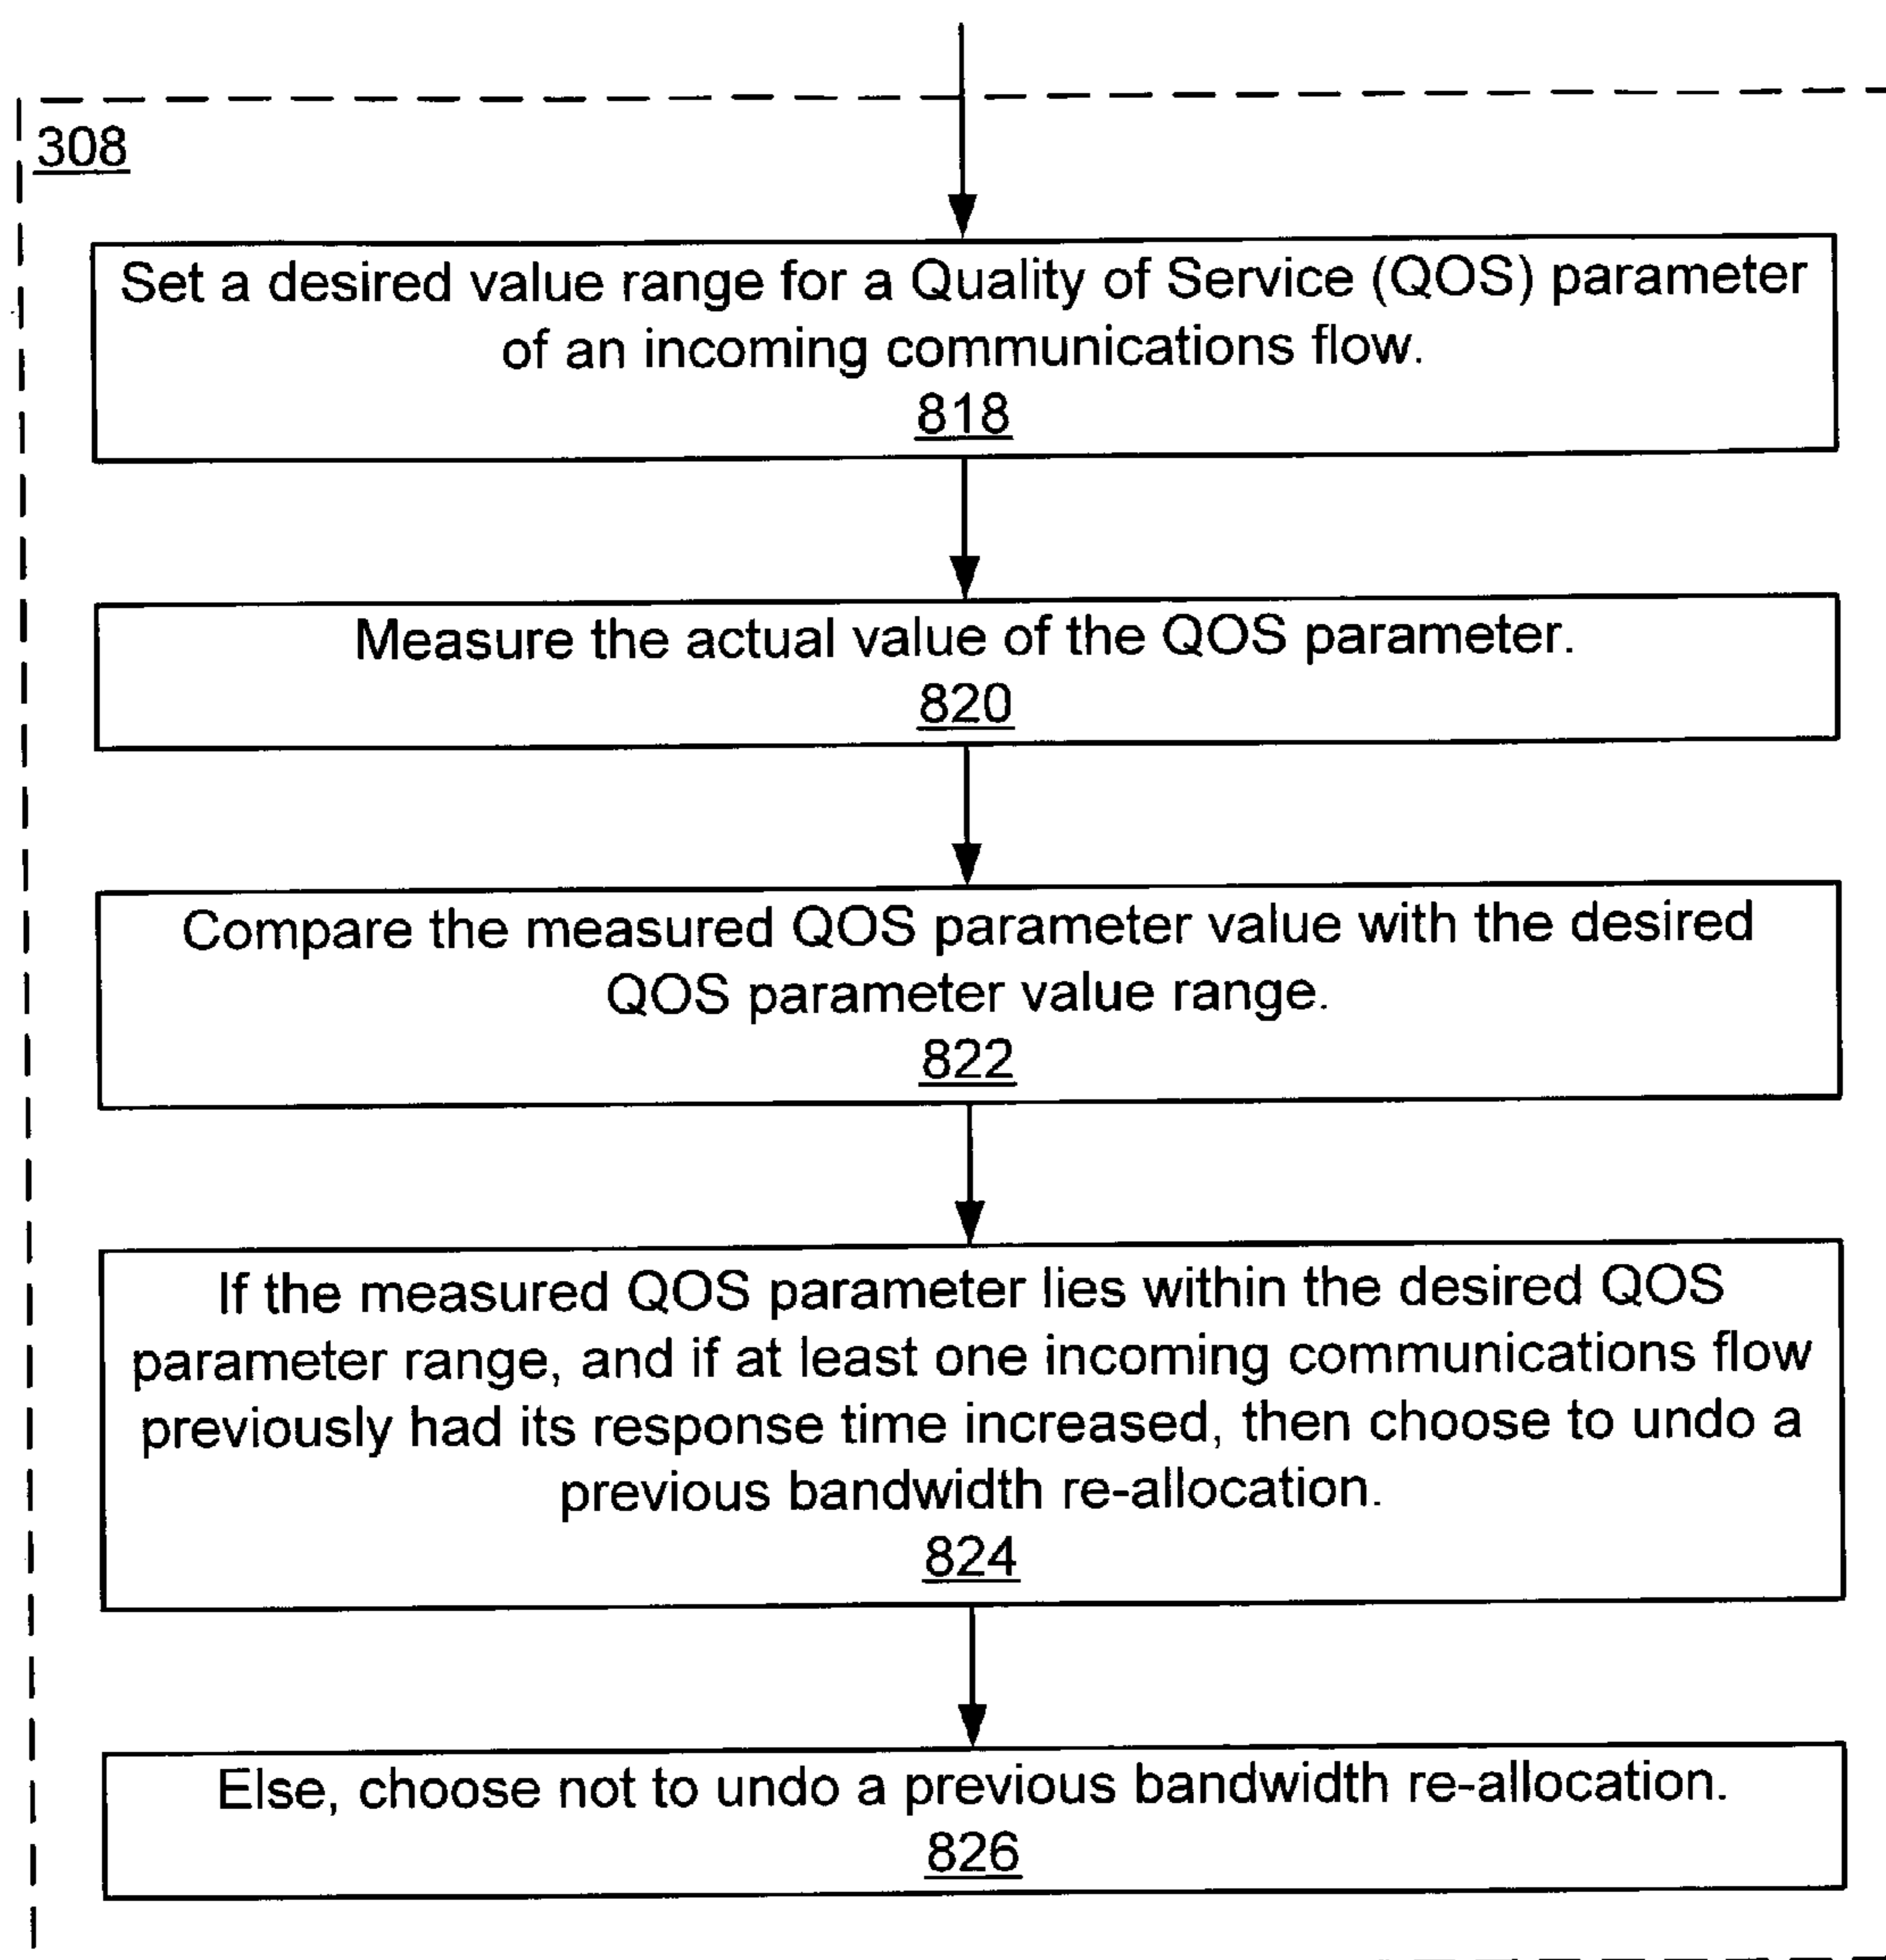 308
Set a desired value range for a Quality of Service (QOS) parameter
of an incoming communications flow.
818
Measure the actual value of the QOS parameter.
820
Compare the measured QOS parameter value with the desired
QOS parameter value range.
822
If the measured QOS parameter lies within the desired QOS
parameter range, and if at least one incoming communications flow
previously had its response time increased, then choose to undo a
previous bandwidth re-allocation.
824
Else, choose not to undo a previous bandwidth re-allocation.
826